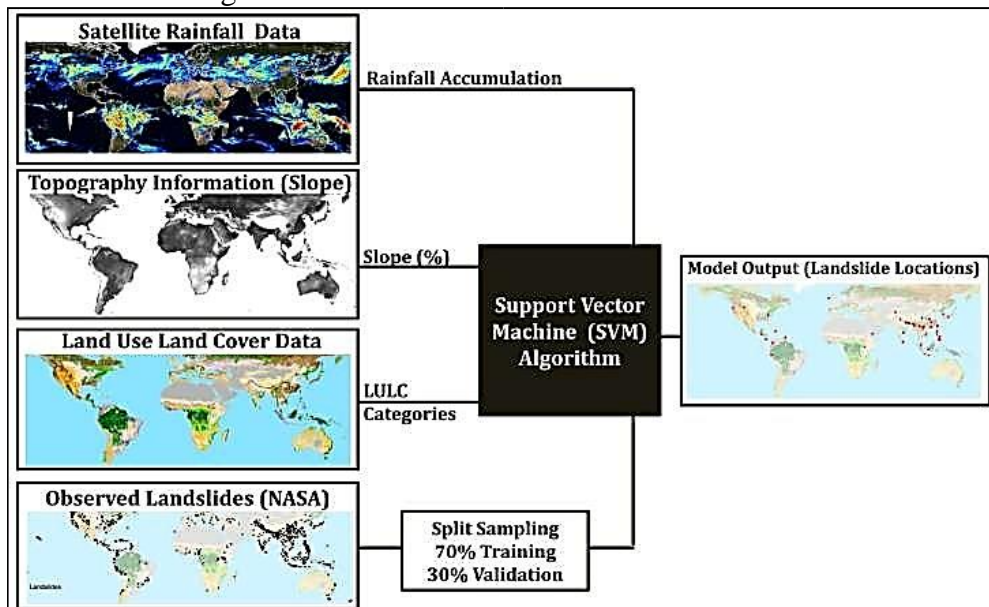 Satellite Rainfall Data
Rainfall Accumulation
Topography Information (Slope)
Slope (%)
Land Use Land Cover Data
LULC
Categories
Observed Landslides (NASA)
Landslides
Split Sampling
70% Training
30% Validation
Support Vector
Machine (SVM)
Algorithm
Model Output (Landslide Locations)